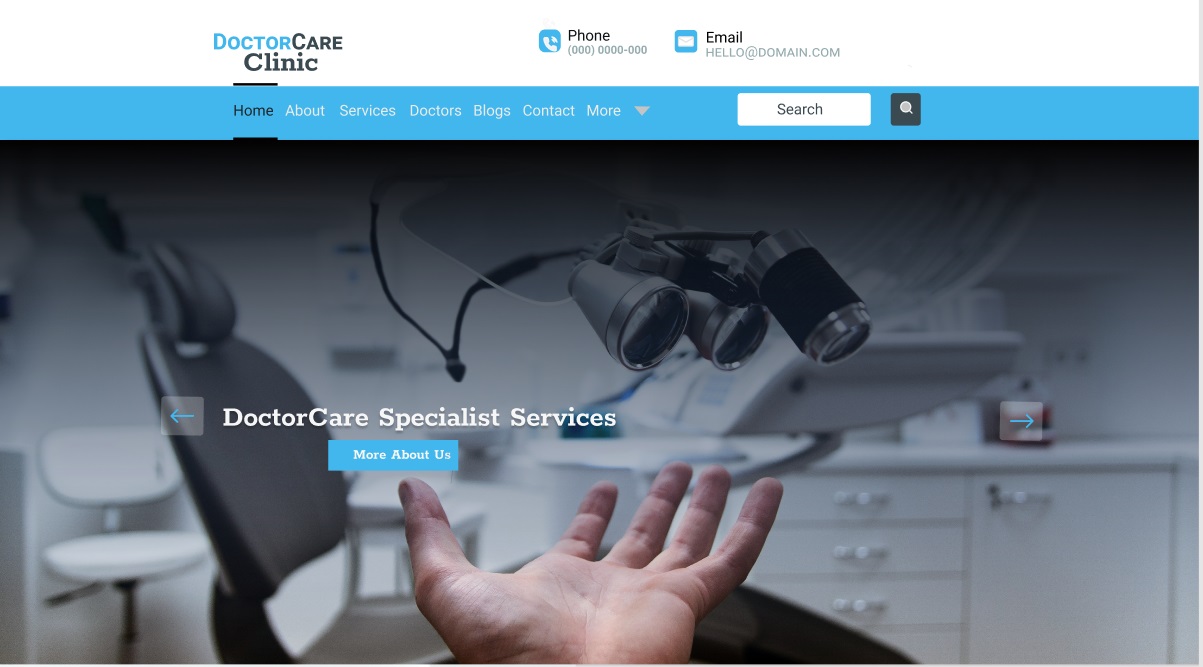 DOCTORCARE
Clinic
Phone
(000) 0000-000
Email
HELLO@DOMAIN.COM
Home About Services Doctors Blogs Contact More
Search
DoctorCare Specialist Services
More About Us